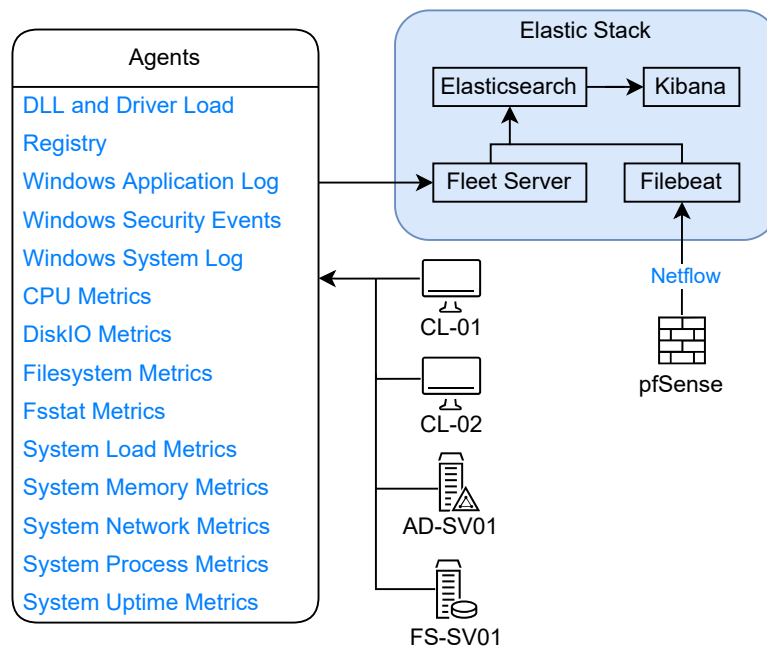 Agents
DLL and Driver Load
Registry
Windows Application Log
Windows Security Events
Windows System Log
CPU Metrics
DiskIO Metrics
Filesystem Metrics
Fsstat Metrics
System Load Metrics
System Memory Metrics
System Network Metrics
System Process Metrics
System Uptime Metrics
Elastic Stack
Elasticsearch
Kibana
Fleet Server
Filebeat
Netflow
pfSense
CL-01
CL-02
AD-SV01
FS-SV01